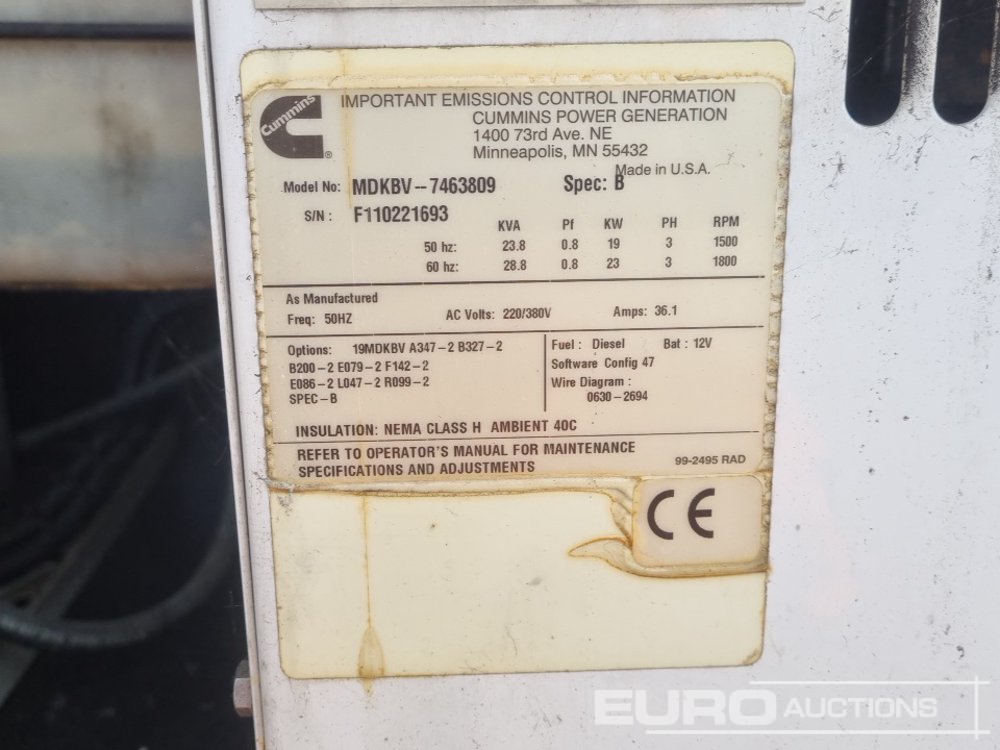 Cummins
®
IMPORTANT EMISSIONS CONTROL INFORMATION
CUMMINS POWER GENERATION
1400 73rd Ave. NE
Minneapolis, MN 55432
Made in U.S.A.
Model No: MDKBV--7463809 Spec: B
S/N : F110221693
KVA Pf KW PH RPM
50 hz: 23.8 0.8 19 3 1500
60 hz: 28.8 0.8 23 3 1800
As Manufactured
Freq: 50HZ AC Volts: 220/380V Amps: 36.1
Options: 19MDKBV A347-2 B327-2
B200-2 E079-2 F142-2
E086-2 L047-2 R099-2
SPEC-B
Fuel : Diesel Bat : 12V
Software Config 47
Wire Diagram :
0630-2694
INSULATION: NEMA CLASS H AMBIENT 40C
REFER TO OPERATOR'S MANUAL FOR MAINTENANCE
SPECIFICATIONS AND ADJUSTMENTS
99-2495 RAD
CE
EURO AUCTIONS